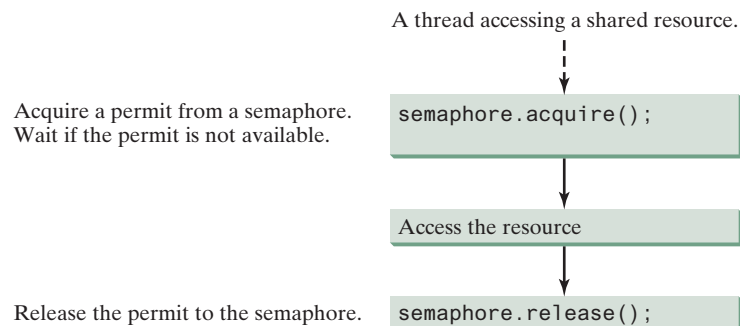 A thread accessing a shared resource.
Acquire a permit from a semaphore.
Wait if the permit is not available.
semaphore.acquire();
Access the resource
Release the permit to the semaphore.
semaphore.release();